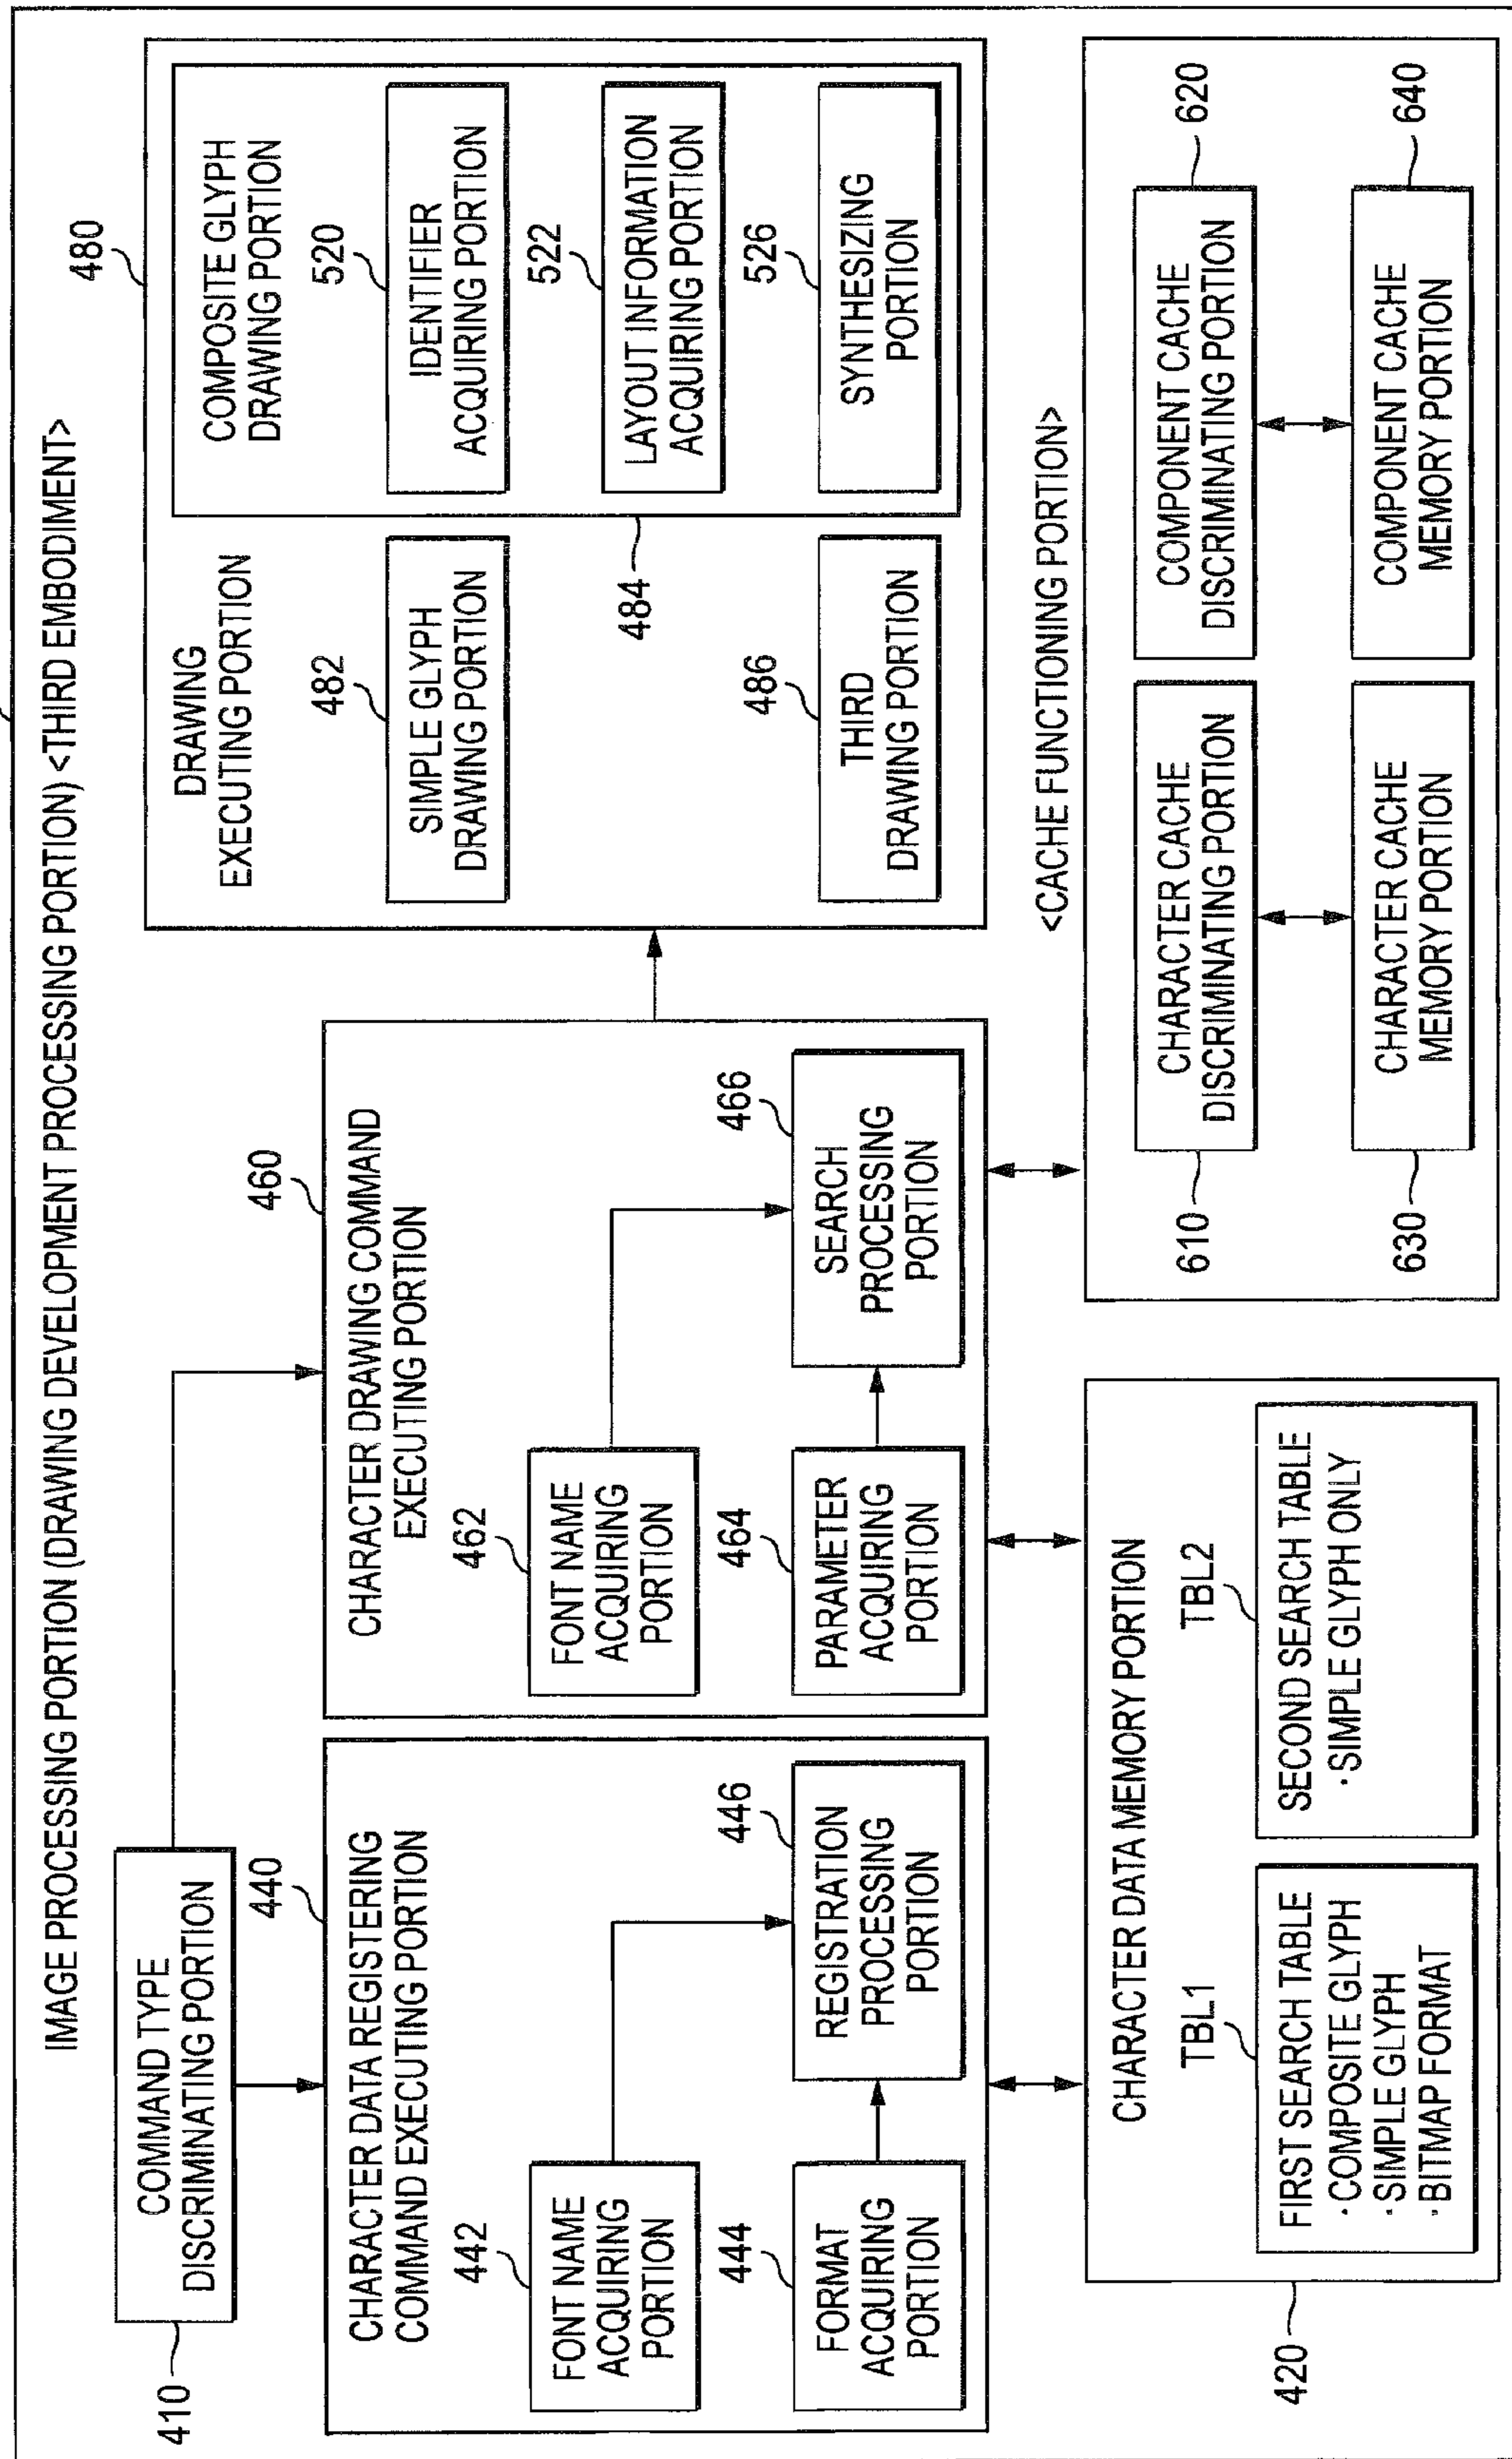 IMAGE PROCESSING PORTION (DRAWING DEVELOPMENT PROCESSING PORTION) <THIRD EMBODIMENT>
410
COMMAND TYPE
DISCRIMINATING PORTION
440
CHARACTER DATA REGISTERING
COMMAND EXECUTING PORTION
442
FONT NAME
ACQUIRING
PORTION
444
FORMAT
ACQUIRING
PORTION
446
REGISTRATION
PROCESSING
PORTION
460
CHARACTER DRAWING COMMAND
EXECUTING PORTION
462
FONT NAME
ACQUIRING
PORTION
464
PARAMETER
ACQUIRING
PORTION
466
SEARCH
PROCESSING
PORTION
480
DRAWING
EXECUTING PORTION
482
SIMPLE GLYPH
DRAWING PORTION
484
486
THIRD
DRAWING PORTION
COMPOSITE GLYPH
DRAWING PORTION
520
IDENTIFIER
ACQUIRING PORTION
522
LAYOUT INFORMATION
ACQUIRING PORTION
526
SYNTHESIZING
PORTION
420
CHARACTER DATA MEMORY PORTION
TBL1
FIRST SEARCH TABLE
·COMPOSITE GLYPH
·SIMPLE GLYPH
·BITMAP FORMAT
TBL2
SECOND SEARCH TABLE
·SIMPLE GLYPH ONLY
<CACHE FUNCTIONING PORTION>
610
CHARACTER CACHE
DISCRIMINATING PORTION
620
COMPONENT CACHE
DISCRIMINATING PORTION
630
CHARACTER CACHE
MEMORY PORTION
640
COMPONENT CACHE
MEMORY PORTION